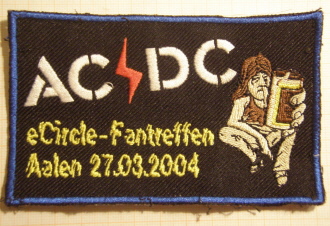 AC⚡DC
eCircle-Fantreffen
Aalen 27.03.2004